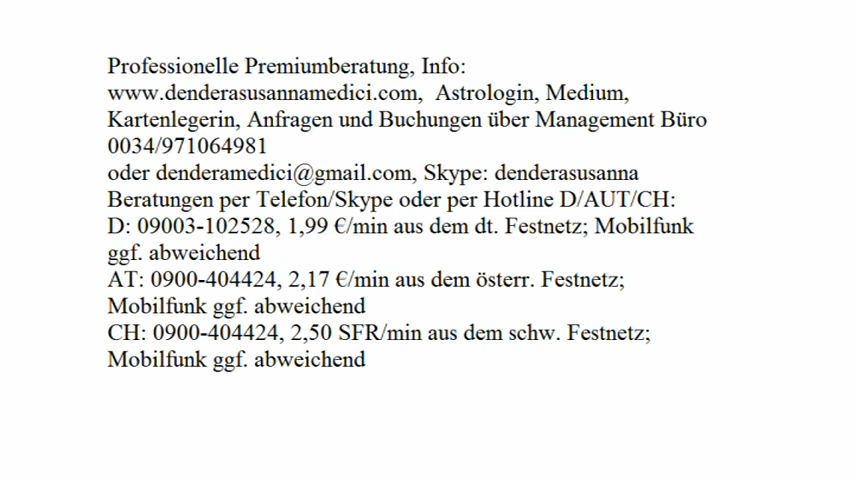 Professionelle Premiumberatung, Info:
www.denderasusannamedici.com,  Astrologin, Medium,
Kartenlegerin, Anfragen und Buchungen über Management Büro
0034/971064981
oder denderamedici@gmail.com, Skype: denderasusanna
Beratungen per Telefon/Skype oder per Hotline D/AUT/CH:
D: 09003-102528, 1,99 €/min aus dem dt. Festnetz; Mobilfunk
ggf. abweichend
AT: 0900-404424, 2,17 €/min aus dem österr. Festnetz;
Mobilfunk ggf. abweichend
CH: 0900-404424, 2,50 SFR/min aus dem schw. Festnetz;
Mobilfunk ggf. abweichend